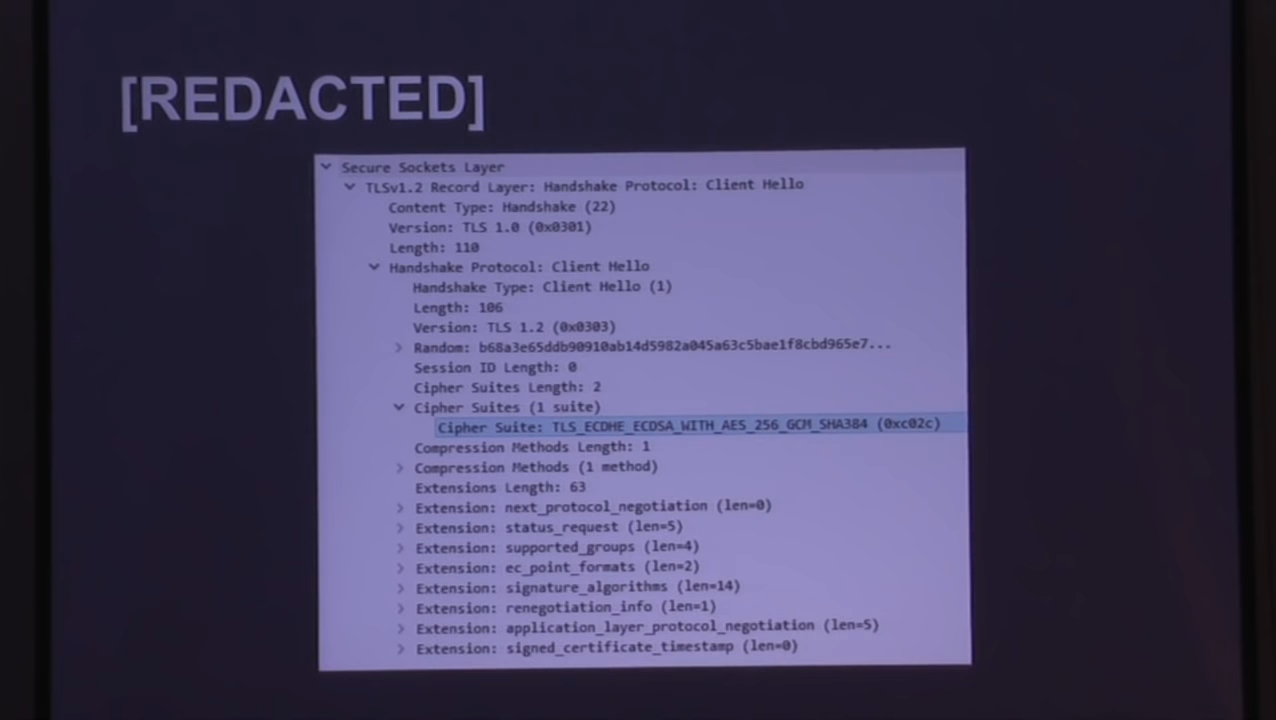 [REDACTED]
Secure Sockets Layer
TLSv1.2 Record Layer: Handshake Protocol: Client Hello
Content Type: Handshake (22)
Version: TLS 1.0 (0x0301)
Length: 110
Handshake Protocol: Client Hello
Handshake Type: Client Hello (1)
Length: 106
Version: TLS 1.2 (0x0303)
Random: b68a3e65ddb90910ab14d5982a045a63c5bae1f8cbd965e7...
Session ID Length: 0
Cipher Suites Length: 2
Cipher Suites (1 suite)
Cipher Suite: TLS_ECDHE_ECDSA_WITH_AES_256_GCM_SHA384 (0xc02c)
Compression Methods Length: 1
Compression Methods (1 method)
Extensions Length: 63
Extension: next_protocol_negotiation (len=0)
Extension: status_request (len=5)
Extension: supported_groups (len=4)
Extension: ec_point_formats (len=2)
Extension: signature_algorithms (len=14)
Extension: renegotiation_info (len=1)
Extension: application_layer_protocol_negotiation (len=5)
Extension: signed_certificate_timestamp (len=0)